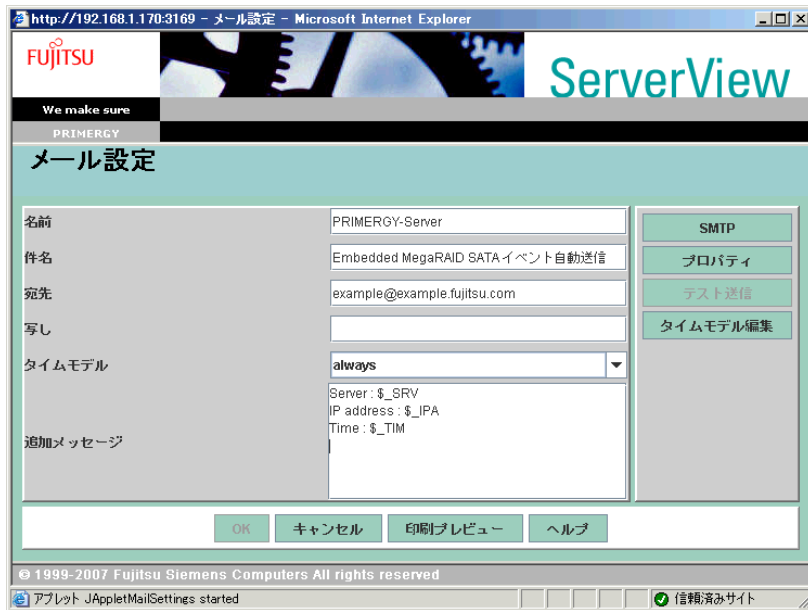 http://192.168.1.170:3169 - メール設定 - Microsoft Internet Explorer
FUJITSU
ServerView
We make sure
PRIMERGY
メール設定
名前
PRIMERGY-Server
件名
Embedded MegaRAID SATAイベント自動送信
宛先
example@example.fujitsu.com
写し
タイムモデル
always
追加メッセージ
Server : $_SRV
IP address : $_IPA
Time : $_TIM
SMTP
プロパティ
テスト送信
タイムモデル編集
OK
キャンセル
印刷プレビュー
ヘルプ
© 1999-2007 Fujitsu Siemens Computers All rights reserved
アプレット JAppletMailSettings started
信頼済みサイト